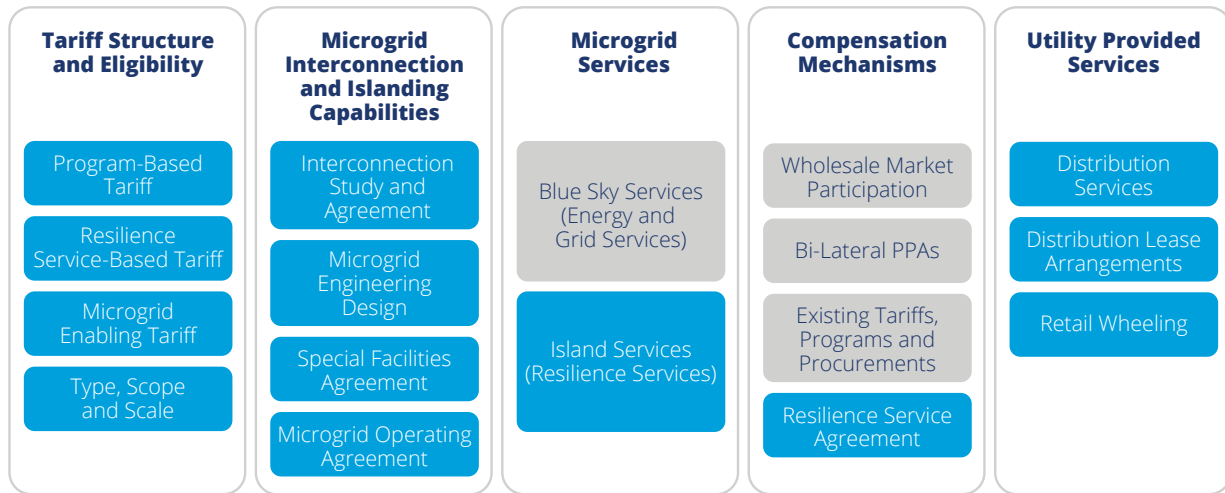 Tariff Structure
and Eligibility
Program-Based
Tariff
Resilience
Service-Based Tariff
Microgrid
Enabling Tariff
Type, Scope
and Scale
Microgrid
Interconnection
and Islanding
Capabilities
Interconnection
Study and
Agreement
Microgrid
Engineering
Design
Special Facilities
Agreement
Microgrid Operating
Agreement
Microgrid
Services
Blue Sky Services
(Energy and
Grid Services)
Island Services
(Resilience Services)
Compensation
Mechanisms
Wholesale Market
Participation
Bi-Lateral PPAs
Existing Tariffs,
Programs and
Procurements
Resilience Service
Agreement
Utility Provided
Services
Distribution
Services
Distribution Lease
Arrangements
Retail Wheeling